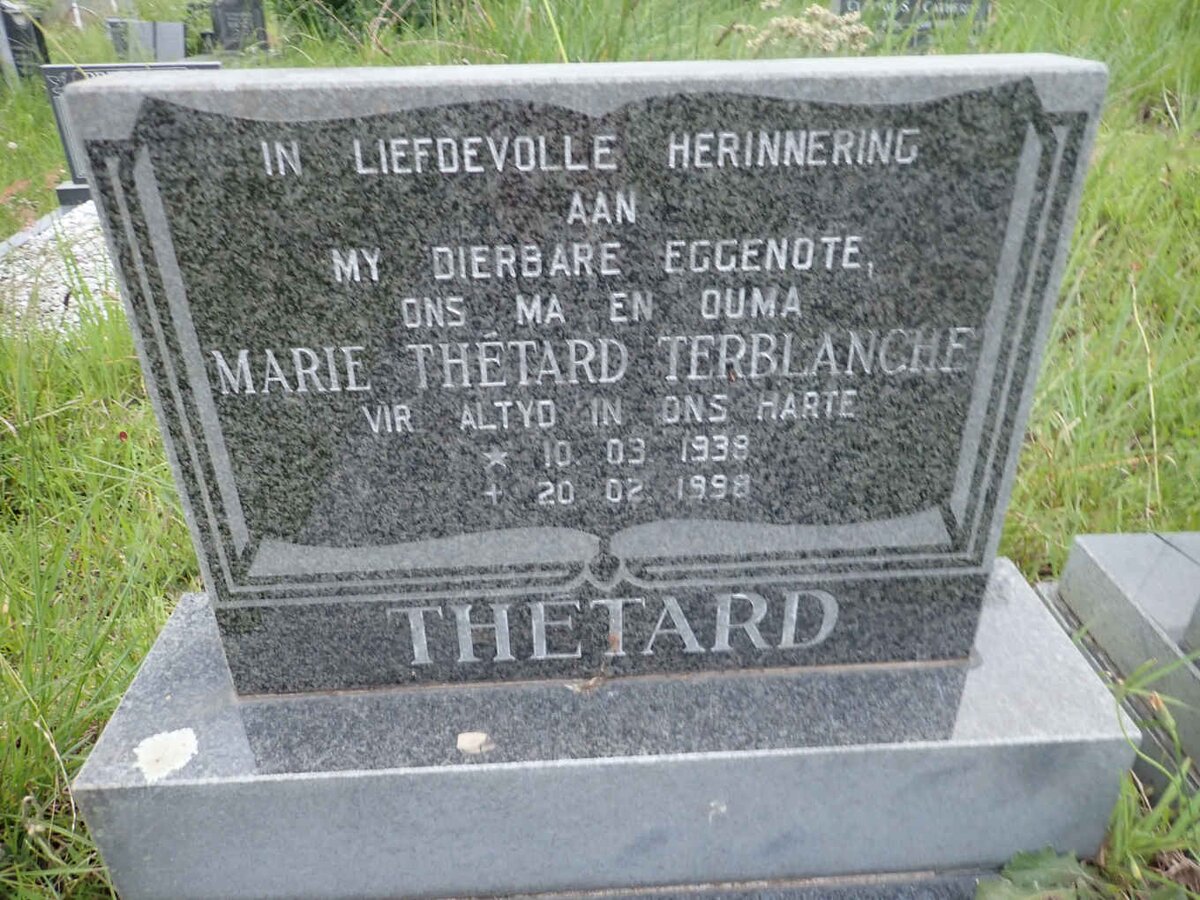 IN LIEFDEVOLLE HERINNERING
AAN
MY DIERBARE EGGENOTE,
ONS MA EN OUMA
MARIE THÉTARD TERBLANCHE
VIR ALTYD IN ONS HARTE
* 10 03 1938
+ 20 02 1998
THETARD